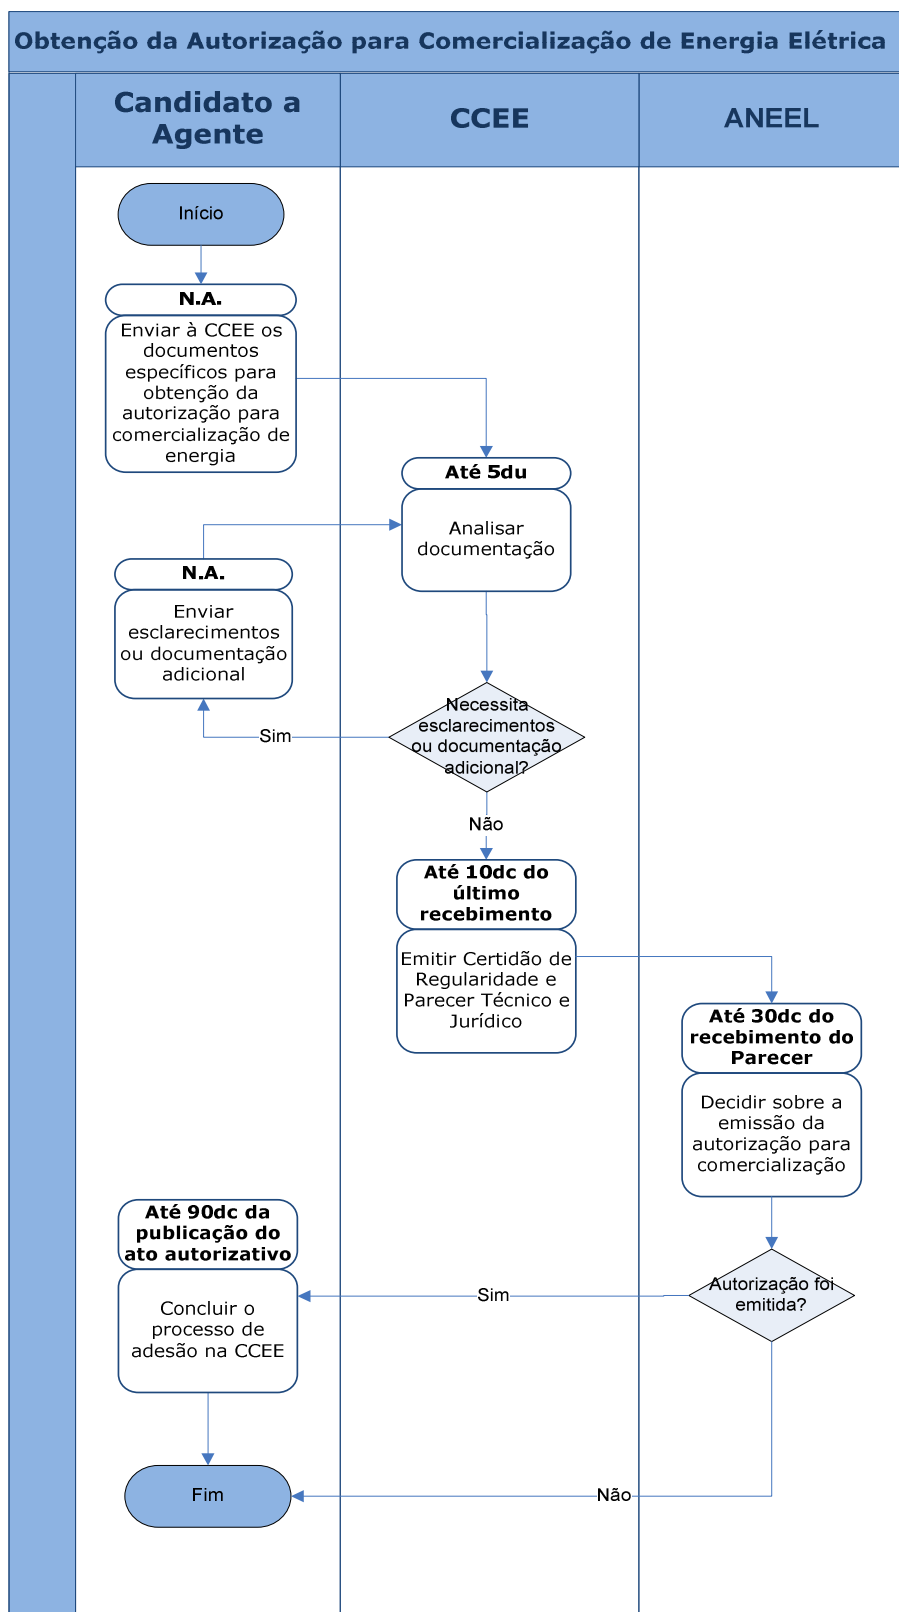 Obtenção da Autorização para Comercialização de Energia Elétrica
Candidato a
Agente
CCEE
ANEEL
Início
N.A.
Enviar à CCEE os
documentos
específicos para
obtenção da
autorização para
comercialização de
energia
Até 5du
Analisar
documentação
N.A.
Enviar
esclarecimentos
ou documentação
adicional
Necessita
esclarecimentos
ou documentação
adicional?
Sim
Não
Até 10dc do
último
recebimento
Emitir Certidão de
Regularidade e
Parecer Técnico e
Jurídico
Até 30dc do
recebimento do
Parecer
Decidir sobre a
emissão da
autorização para
comercialização
Autorização foi
emitida?
Sim
Até 90dc da
publicação do
ato autorizativo
Concluir o
processo de
adesão na CCEE
Não
Fim